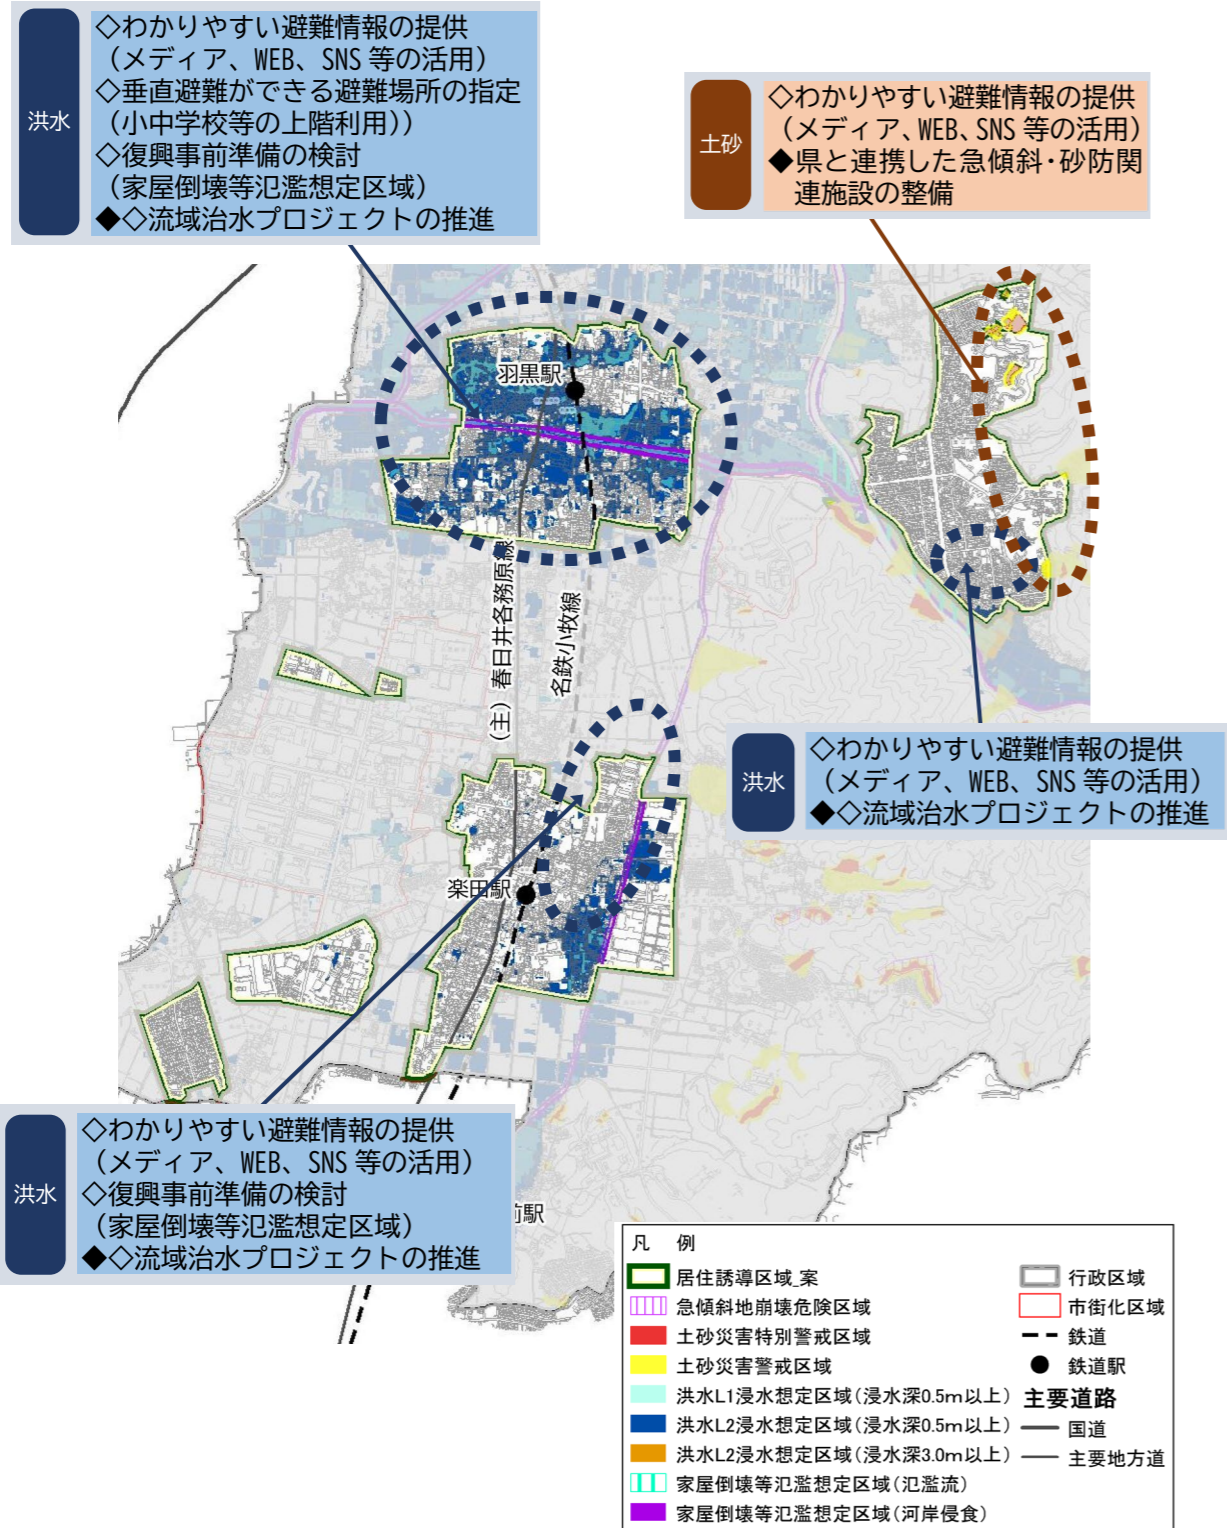 洪水
◇わかりやすい避難情報の提供
（メディア、WEB、SNS 等の活用）
◇垂直避難ができる避難場所の指定
（小中学校等の上階利用））
◇復興事前準備の検討
（家屋倒壊等氾濫想定区域）
◆◇流域治水プロジェクトの推進
土砂
◇わかりやすい避難情報の提供
（メディア、WEB、SNS 等の活用）
◆県と連携した急傾斜・砂防関
連施設の整備
羽黒駅
（主）春日井各務原線
名鉄小牧線
洪水
◇わかりやすい避難情報の提供
（メディア、WEB、SNS 等の活用）
◆◇流域治水プロジェクトの推進
楽田駅
洪水
◇わかりやすい避難情報の提供
（メディア、WEB、SNS 等の活用）
◇復興事前準備の検討
（家屋倒壊等氾濫想定区域）
◆◇流域治水プロジェクトの推進
前駅
凡 例
居住誘導区域_案
急傾斜地崩壊危険区域
土砂災害特別警戒区域
土砂災害警戒区域
洪水L1浸水想定区域（浸水深0.5m以上）
洪水L2浸水想定区域（浸水深0.5m以上）
洪水L2浸水想定区域（浸水深3.0m以上）
家屋倒壊等氾濫想定区域（氾濫流）
家屋倒壊等氾濫想定区域（河岸侵食）
行政区域
市街化区域
鉄道
鉄道駅
主要道路
国道
主要地方道